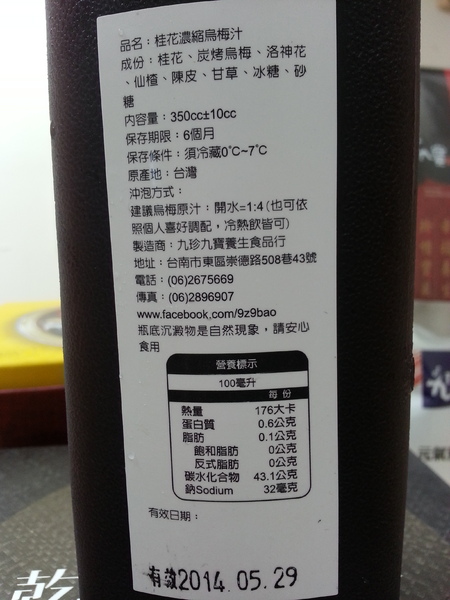 品名：桂花濃縮烏梅汁
成份：桂花、炭烤烏梅、洛神花
、仙楂、陳皮、甘草、冰糖、砂
糖
內容量：350cc±10cc
保存期限：6個月
保存條件：須冷藏0°C~7°C
原產地：台灣
沖泡方式：
建議烏梅原汁：開水=1:4(也可依
照個人喜好調配，冷熱飲皆可)
製造商：九珍九寶養生食品行
地址：台南市東區崇德路508巷43號
電話：(06)2675669
傳真：(06)2896907
www.facebook.com/9z9bao
瓶底沉澱物是自然現象，請安心
食用
營養標示
100毫升
每份
熱量 176大卡
蛋白質 0.6公克
脂肪 0.1公克
飽和脂肪 0公克
反式脂肪 0公克
碳水化合物 43.1公克
鈉Sodium 32毫克
有效日期：
有效2014.05.29
乾
元氣